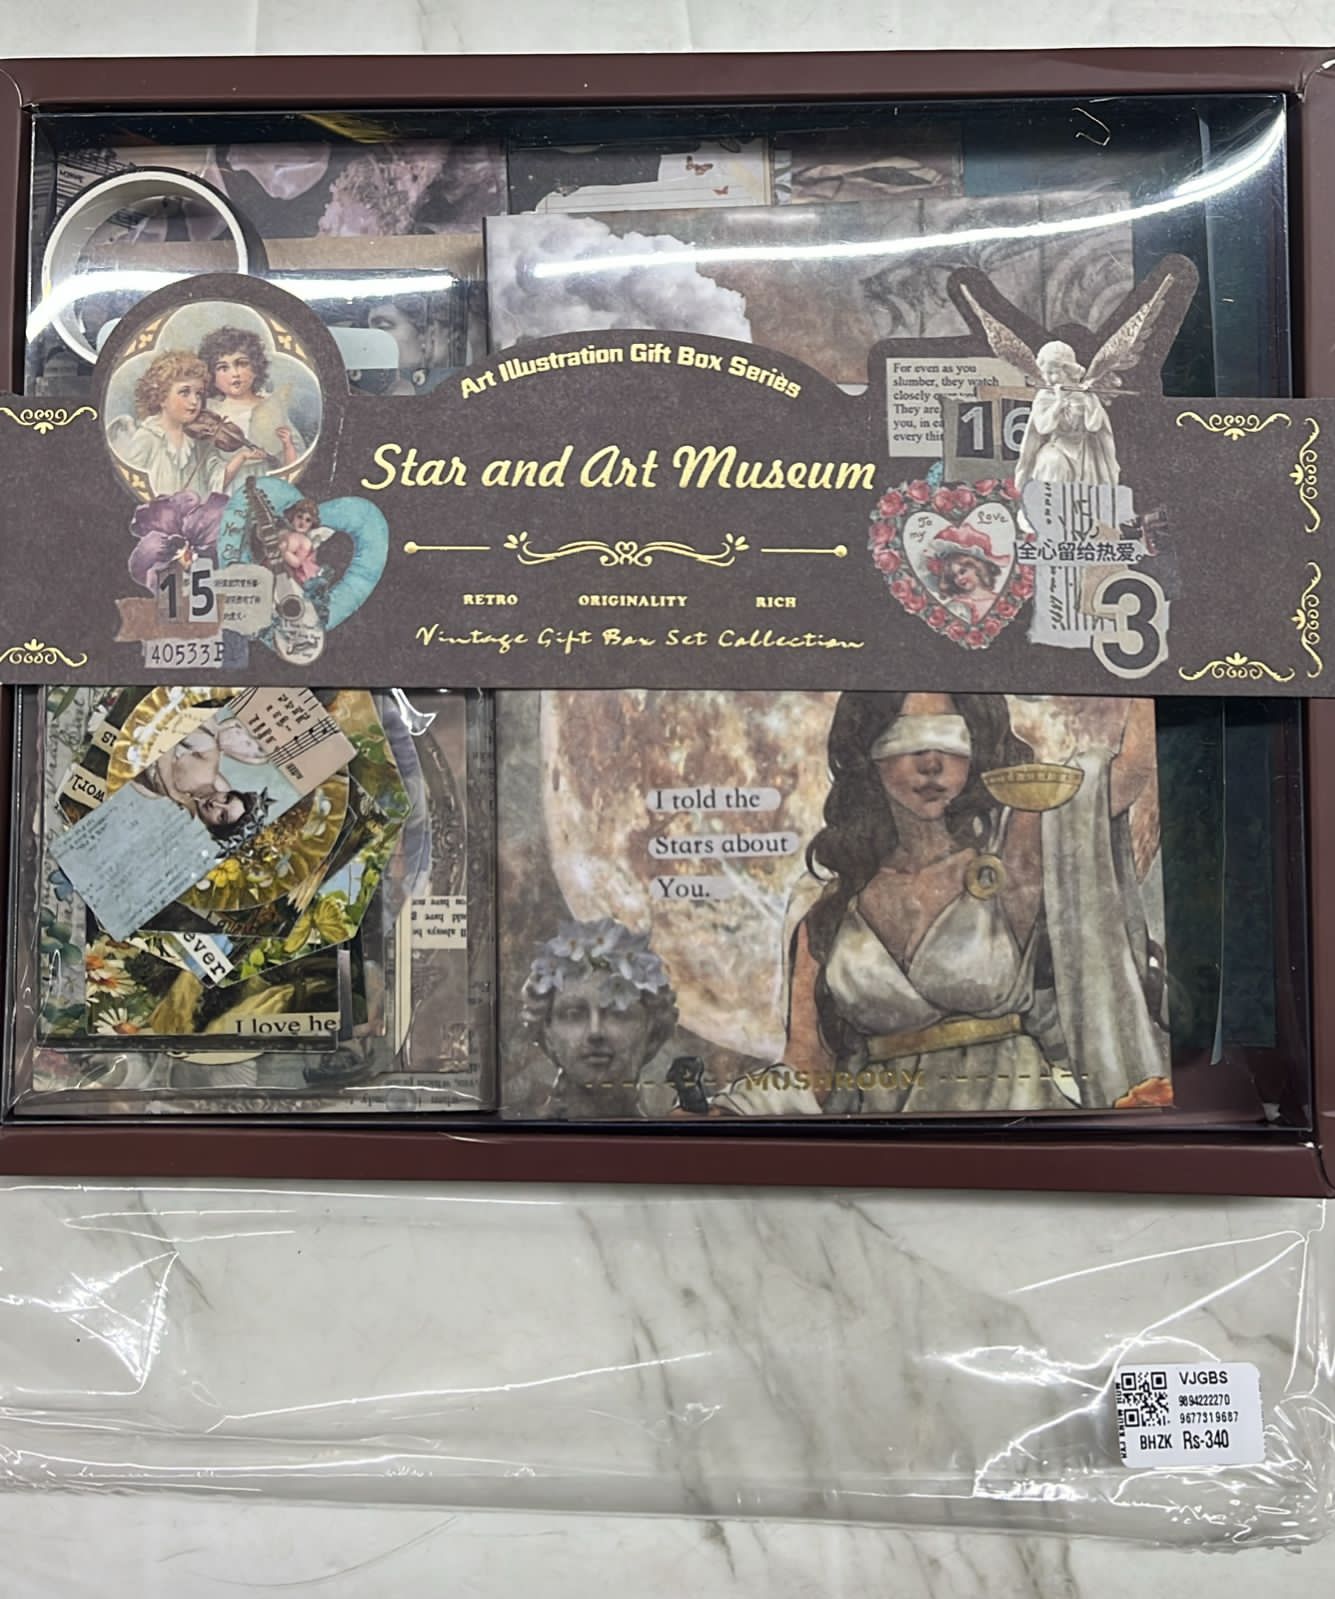 Art Illustration Gift Box Series
Star and Art Museum
RETRO ORIGINALITY RICH
Vintage Gift Box Set Collection
15
40533
For even as you
slumber, they watch
closely
They are
you, in
every
16
To Love
my
全心留给热爱。
3
I told the
Stars about
You.
MUSHROOM
ever
I love he
VJGBS
9894222270
9677319687
BHZK Rs-340